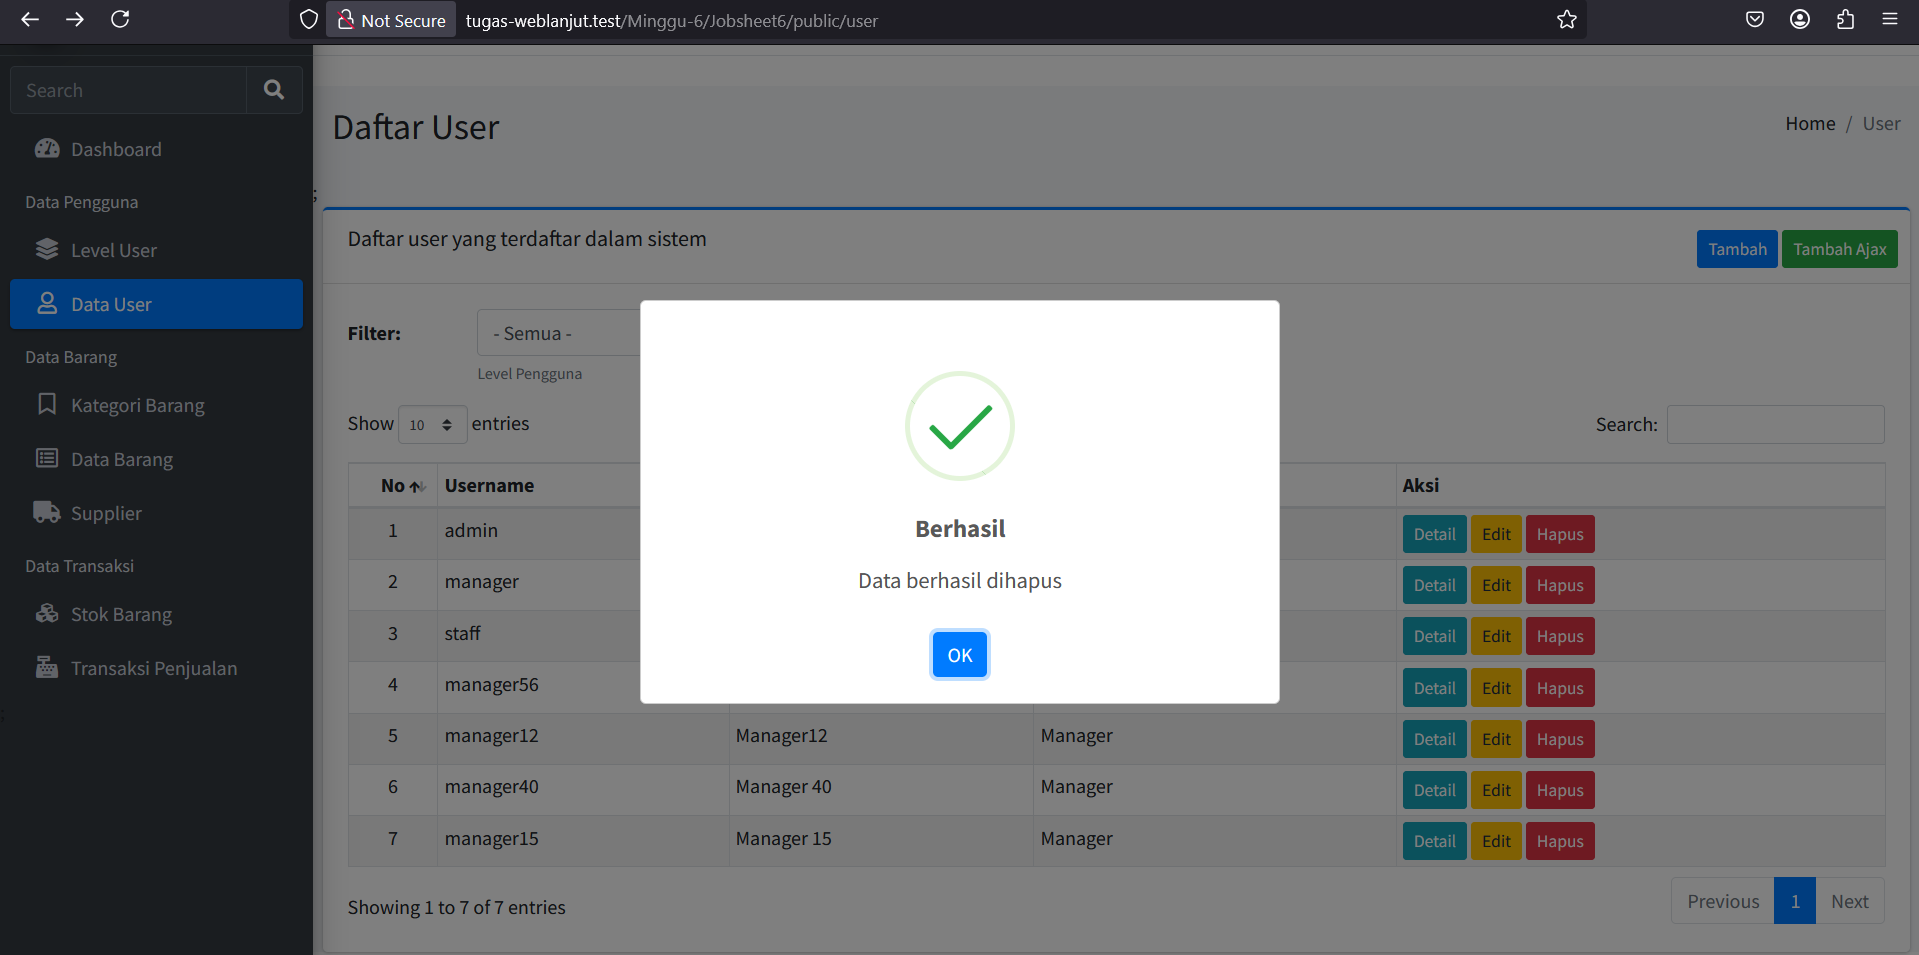 Not Secure tugas-weblanjut.test/Minggu-6/Jobsheet6/public/user
Search
Dashboard
Data Pengguna
Level User
Data User
Data Barang
Kategori Barang
Data Barang
Supplier
Data Transaksi
Stok Barang
Transaksi Penjualan
;
Daftar User
Home / User
;
Daftar user yang terdaftar dalam sistem
Tambah Tambah Ajax
Filter: - Semua -
Level Pengguna
Show 10 entries
Search:
No Username Aksi
1 admin Detail Edit Hapus
2 manager Detail Edit Hapus
3 staff Detail Edit Hapus
4 manager56 Detail Edit Hapus
5 manager12 Manager12 Manager Detail Edit Hapus
6 manager40 Manager 40 Manager Detail Edit Hapus
7 manager15 Manager 15 Manager Detail Edit Hapus
Showing 1 to 7 of 7 entries
Previous 1 Next
Berhasil
Data berhasil dihapus
OK